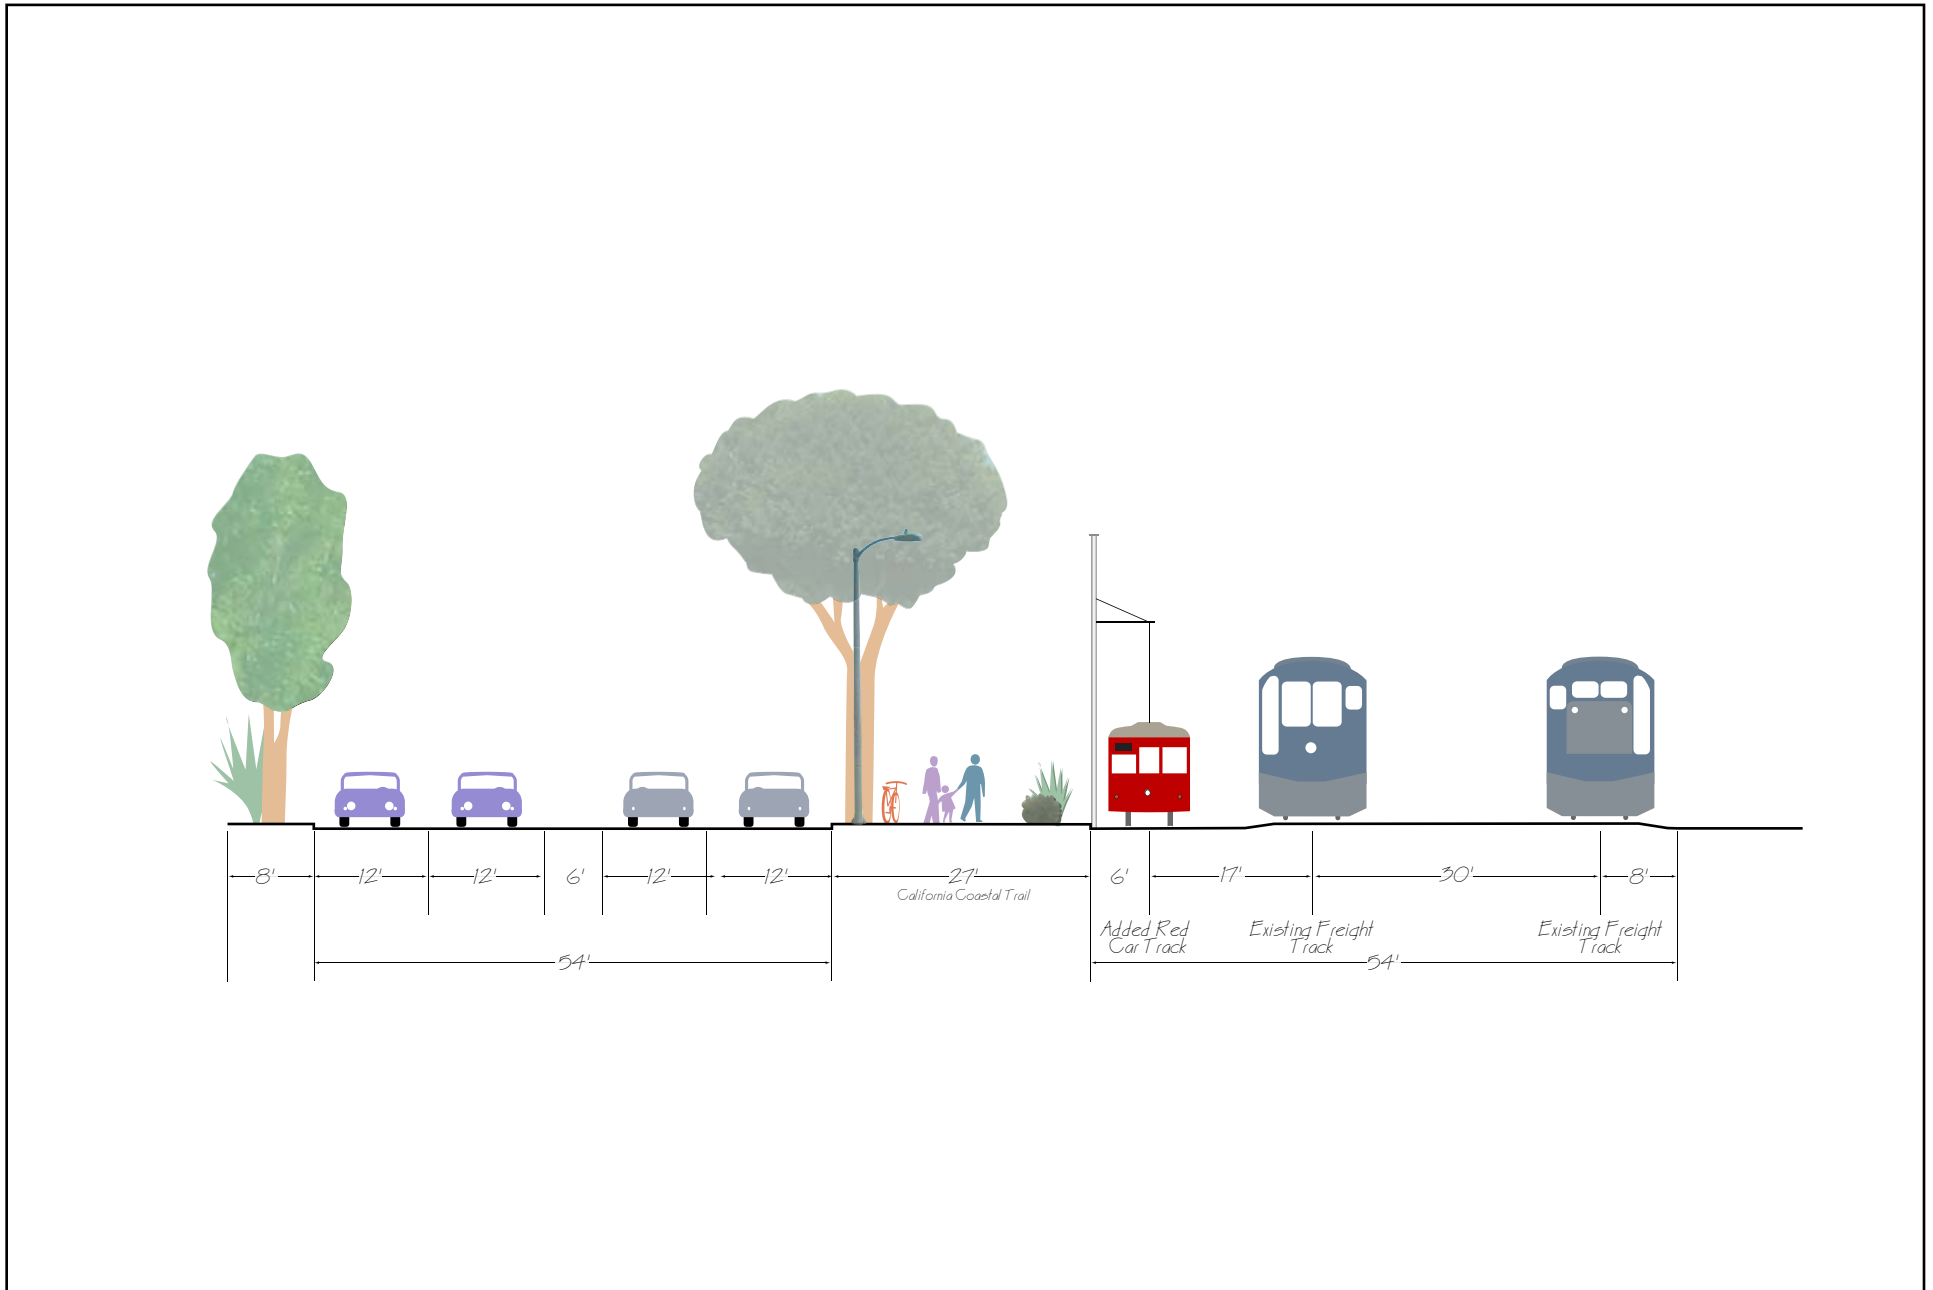 8' 12' 12' 6' 12' 12' 27' 6' 17' 30' 8'
California Coastal Trail
Added Red
Car Track
Existing Freight
Track
Existing Freight
Track
54' 54'